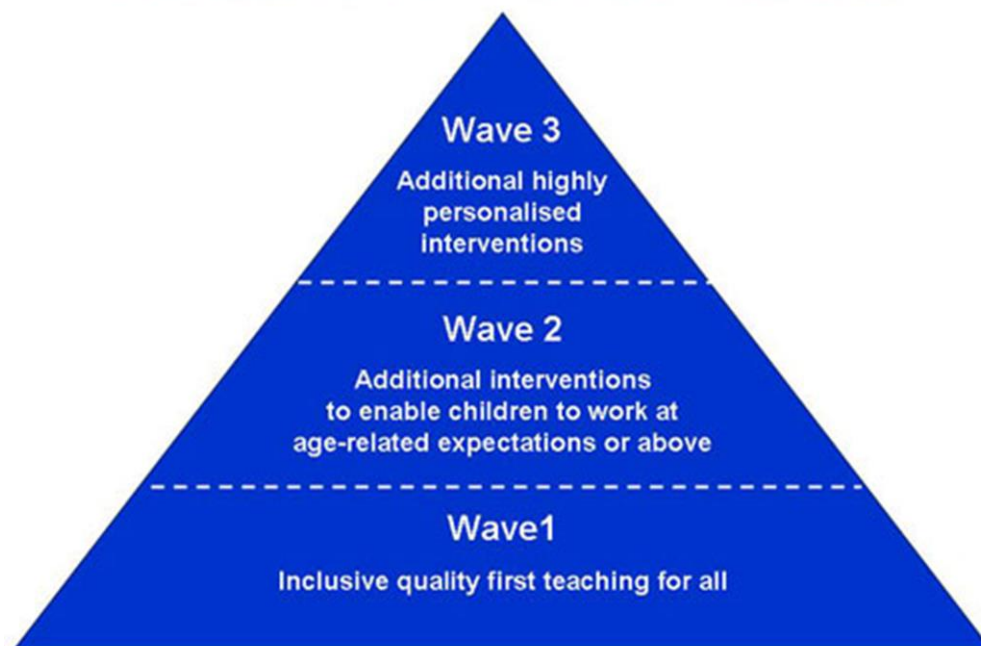 Wave 3
Additional highly
personalised
interventions
Wave 2
Additional interventions
to enable children to work at
age-related expectations or above
Wave1
Inclusive quality first teaching for all